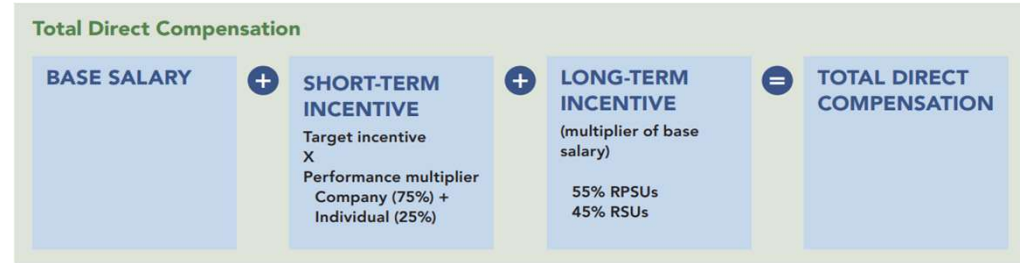 Total Direct Compensation
BASE SALARY
+
SHORT-TERM
INCENTIVE
Target incentive
X
Performance multiplier
Company (75%) +
Individual (25%)
+
LONG-TERM
INCENTIVE
(multiplier of base
salary)
55% RPSUs
45% RSUs
=
TOTAL DIRECT
COMPENSATION